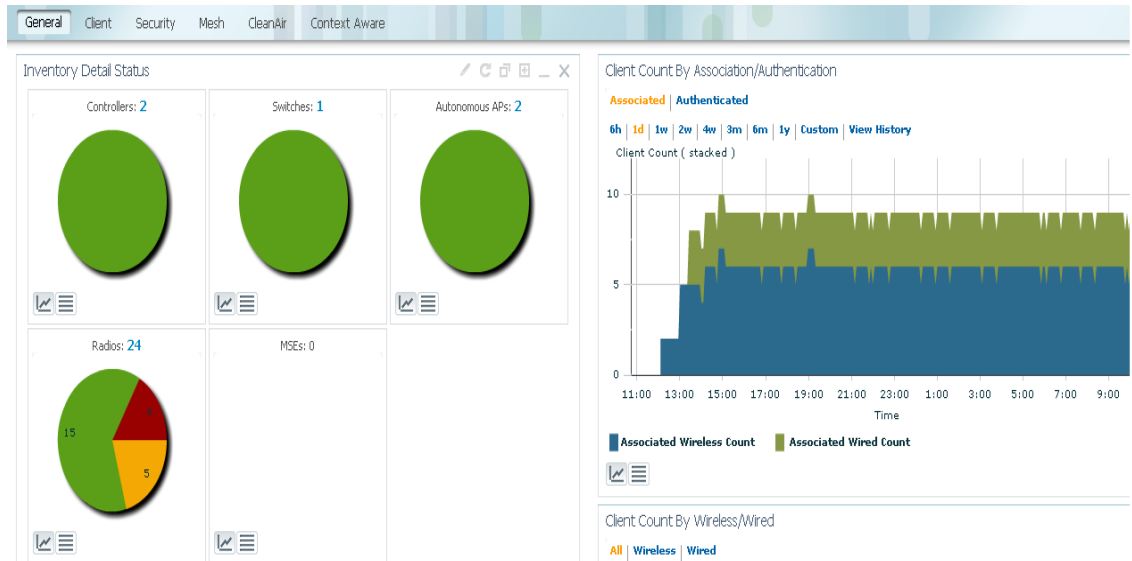 General Client Security Mesh CleanAir Context Aware
Inventory Detail Status
Controllers: 2
Switches: 1
Autonomous APs: 2
Radios: 24
15
4
5
MSEs: 0
Client Count By Association/Authentication
Associated | Authenticated
6h | 1d | 1w | 2w | 4w | 3m | 6m | 1y | Custom | View History
Client Count ( stacked )
10
5
0
11:00 13:00 15:00 17:00 19:00 21:00 23:00 1:00 3:00 5:00 7:00 9:00
Time
Associated Wireless Count Associated Wired Count
Client Count By Wireless/Wired
All | Wireless | Wired